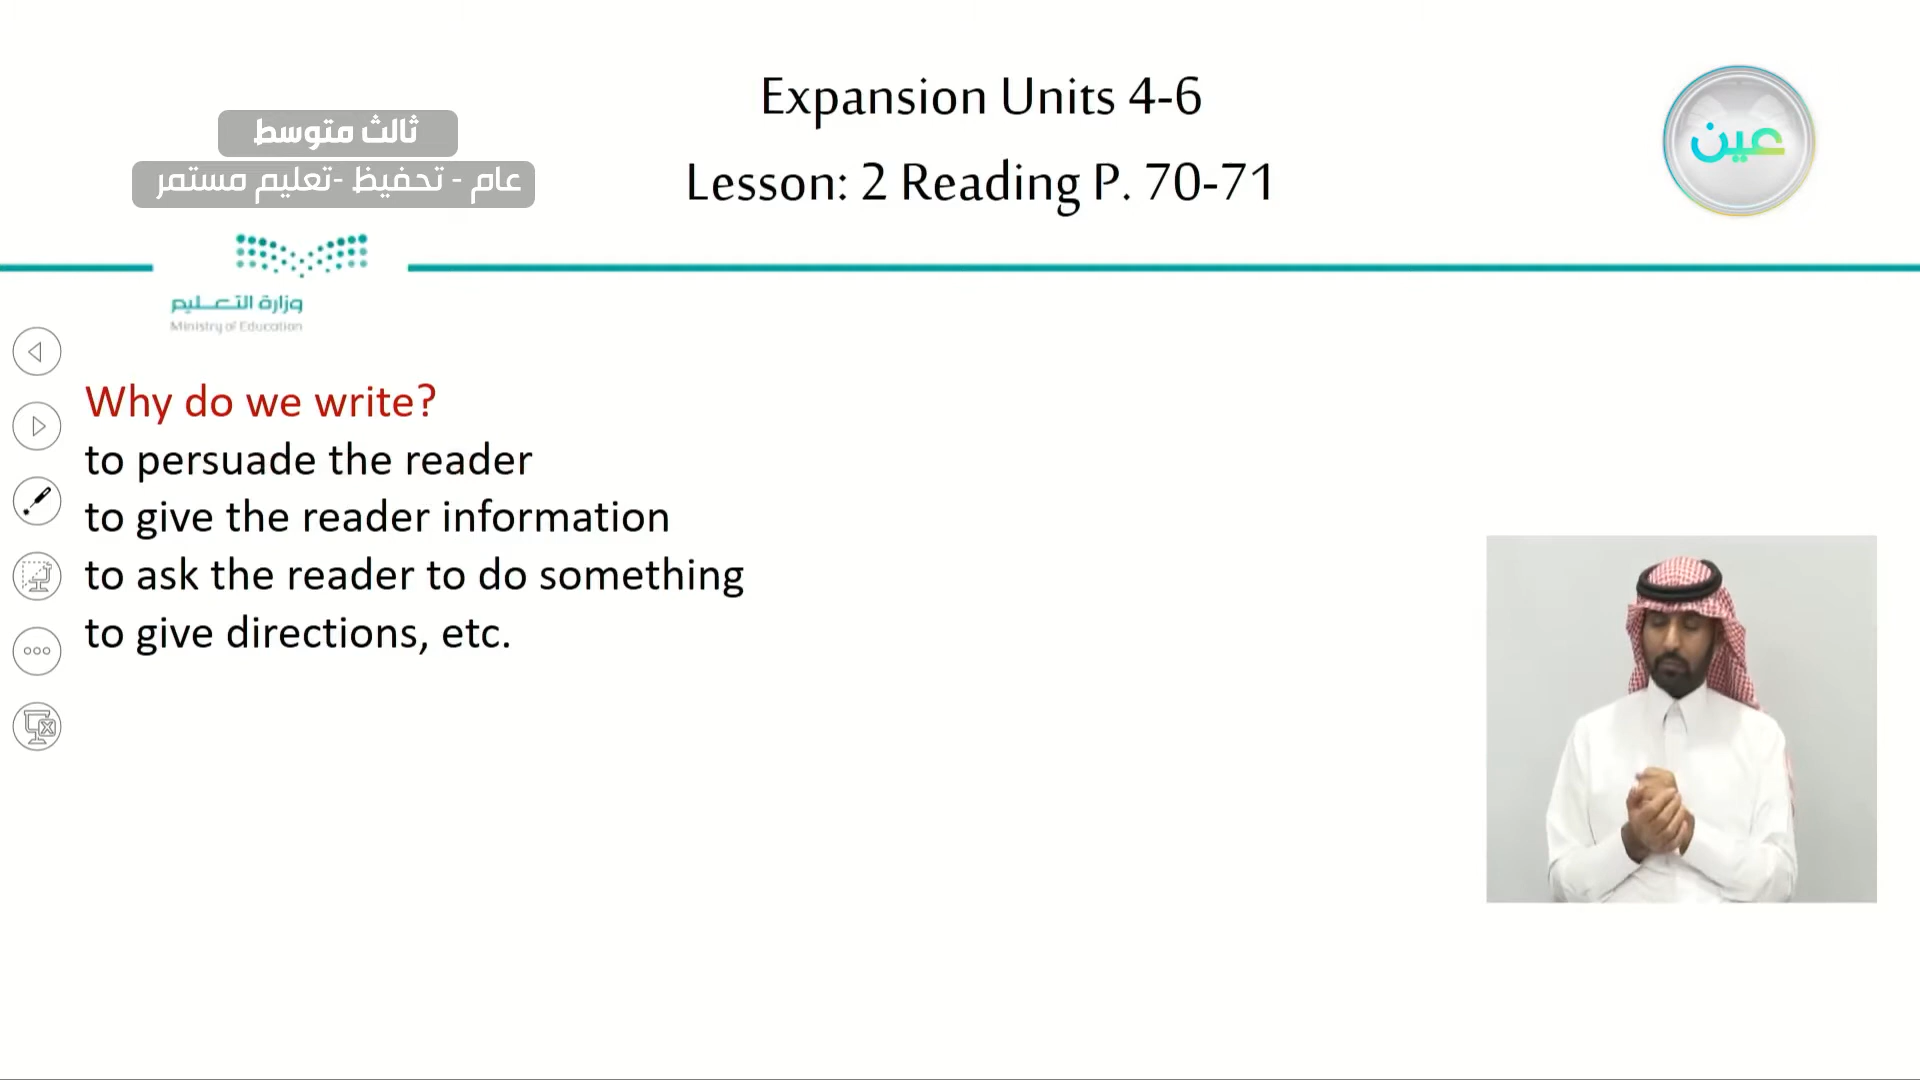 Expansion Units 4-6
Lesson: 2 Reading P. 70-71
ثالث متوسط
عام - تحفيظ -تعليم مستمر
عين
وزارة التعليم
Ministry of Education
Why do we write?
to persuade the reader
to give the reader information
to ask the reader to do something
to give directions, etc.